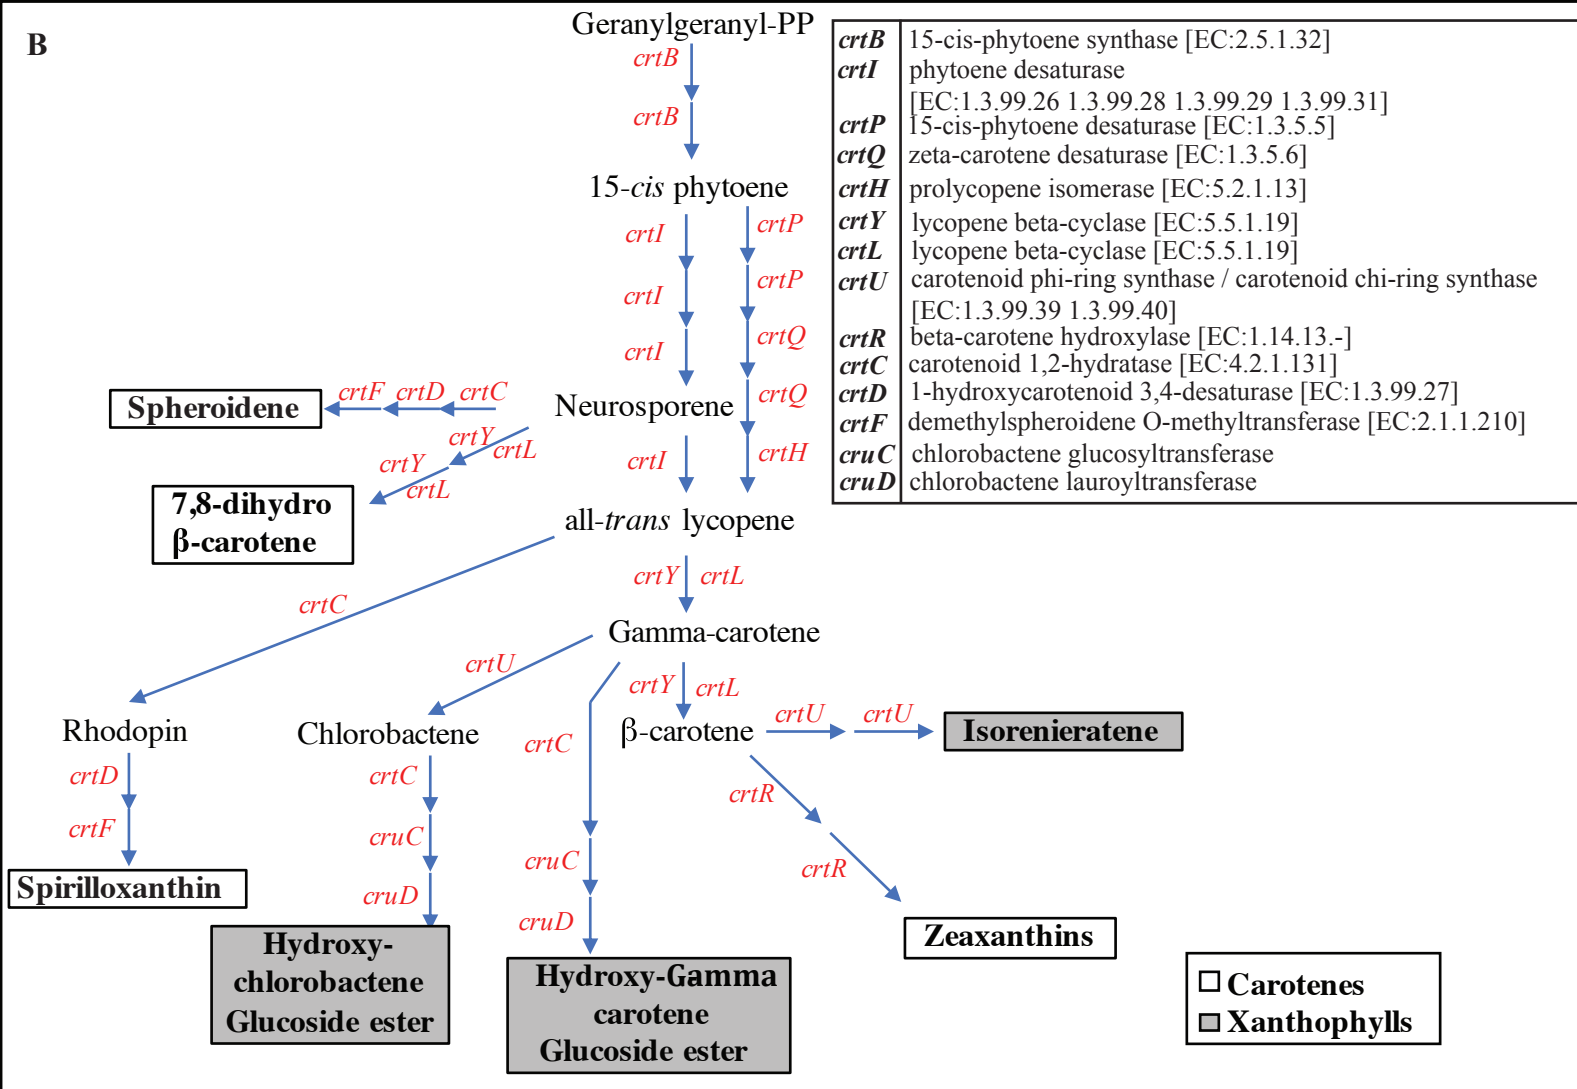 B
Geranylgeranyl-PP
crtB
crtB
15-cis phytoene
crtI
crtP
crtI
crtP
crtI
crtQ
Neurosporene
crtQ
crtC
crtD
crtF
Spheroidene
crtY
crtL
crtY
crtL
7,8-dihydro
β-carotene
crtI
crtH
all-trans lycopene
crtC
crtY
crtL
Gamma-carotene
crtU
crtY
crtL
Rhodopin
Chlorobactene
crtC
β-carotene
crtU
crtU
Isorenieratene
crtD
crtC
crtR
crtF
cruC
cruC
crtR
Spirilloxanthin
cruD
cruD
Zeaxanthins
Hydroxy-
chlorobactene
Glucoside ester
Hydroxy-Gamma
carotene
Glucoside ester
crtB 15-cis-phytoene synthase [EC:2.5.1.32]
crtI phytoene desaturase
[EC:1.3.99.26 1.3.99.28 1.3.99.29 1.3.99.31]
crtP 15-cis-phytoene desaturase [EC:1.3.5.5]
crtQ zeta-carotene desaturase [EC:1.3.5.6]
crtH prolycopene isomerase [EC:5.2.1.13]
crtY lycopene beta-cyclase [EC:5.5.1.19]
crtL lycopene beta-cyclase [EC:5.5.1.19]
crtU carotenoid phi-ring synthase / carotenoid chi-ring synthase
[EC:1.3.99.39 1.3.99.40]
crtR beta-carotene hydroxylase [EC:1.14.13.-]
crtC carotenoid 1,2-hydratase [EC:4.2.1.131]
crtD 1-hydroxycarotenoid 3,4-desaturase [EC:1.3.99.27]
crtF demethylspheroidene O-methyltransferase [EC:2.1.1.210]
cruC chlorobactene glucosyltransferase
cruD chlorobactene lauroyltransferase
Carotenes
Xanthophylls